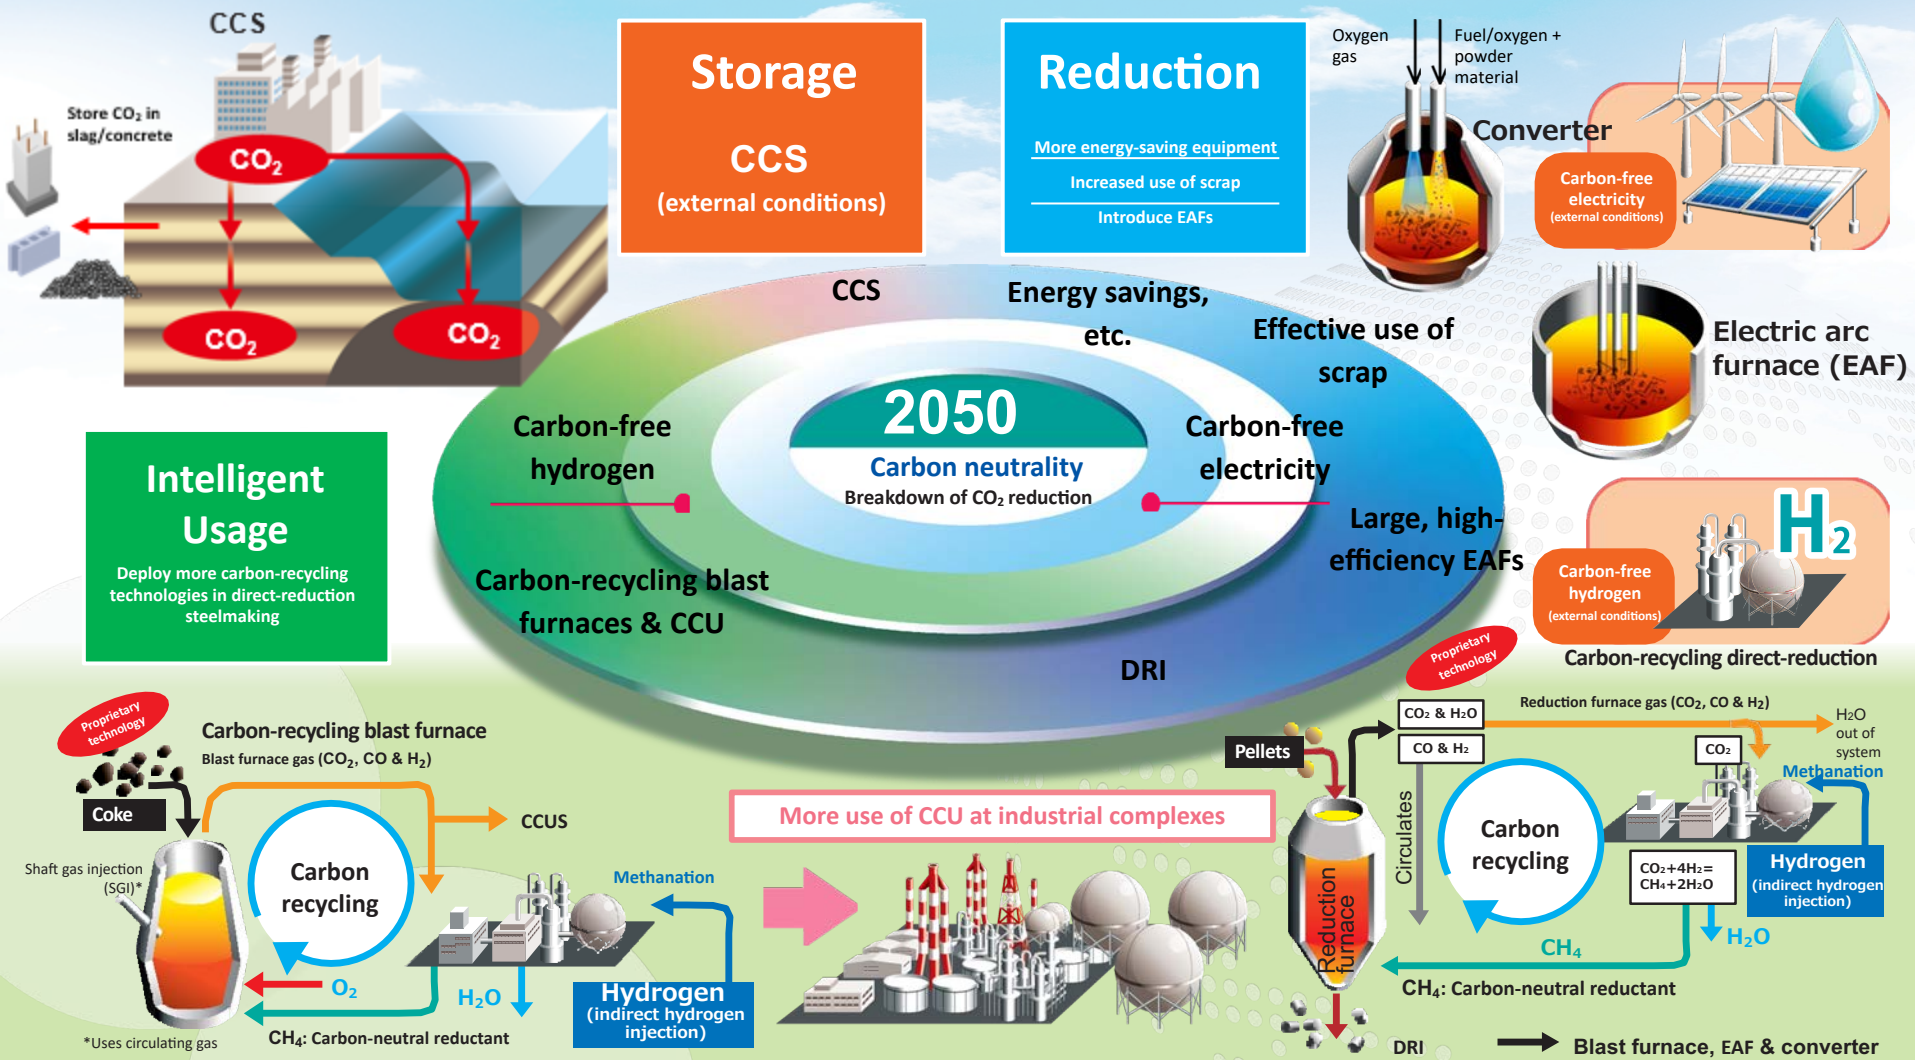 CCS
Store CO₂ in
slag/concrete
CO₂
CO₂
CO₂
Storage
CCS
(external conditions)
Reduction
More energy-saving equipment
Increased use of scrap
Introduce EAFs
Oxygen
gas
Fuel/oxygen +
powder
material
Converter
Carbon-free
electricity
(external conditions)
Electric arc
furnace (EAF)
CCS
Energy savings,
etc.
Effective use of
scrap
Carbon-free
hydrogen
2050
Carbon neutrality
Breakdown of CO₂ reduction
Carbon-free
electricity
Large, high-
efficiency EAFs
Carbon-recycling blast
furnaces & CCU
DRI
Intelligent
Usage
Deploy more carbon-recycling
technologies in direct-reduction
steelmaking
H₂
Carbon-free
hydrogen
(external conditions)
Carbon-recycling direct-reduction
Proprietary
technology
Carbon-recycling blast furnace
Blast furnace gas (CO₂, CO & H₂)
Coke
CCUS
Shaft gas injection
(SGI)*
Carbon
recycling
Methanation
O₂
H₂O
Hydrogen
(indirect hydrogen
injection)
CH₄: Carbon-neutral reductant
*Uses circulating gas
More use of CCU at industrial complexes
Proprietary
technology
CO₂ & H₂O
Reduction furnace gas (CO₂, CO & H₂)
H₂O
out of
system
Pellets
CO & H₂
CO₂
Methanation
Circulates
Carbon
recycling
Reduction
furnace
CO₂+4H₂=
CH₄+2H₂O
Hydrogen
(indirect hydrogen
injection)
H₂O
CH₄
CH₄: Carbon-neutral reductant
DRI
Blast furnace, EAF & converter